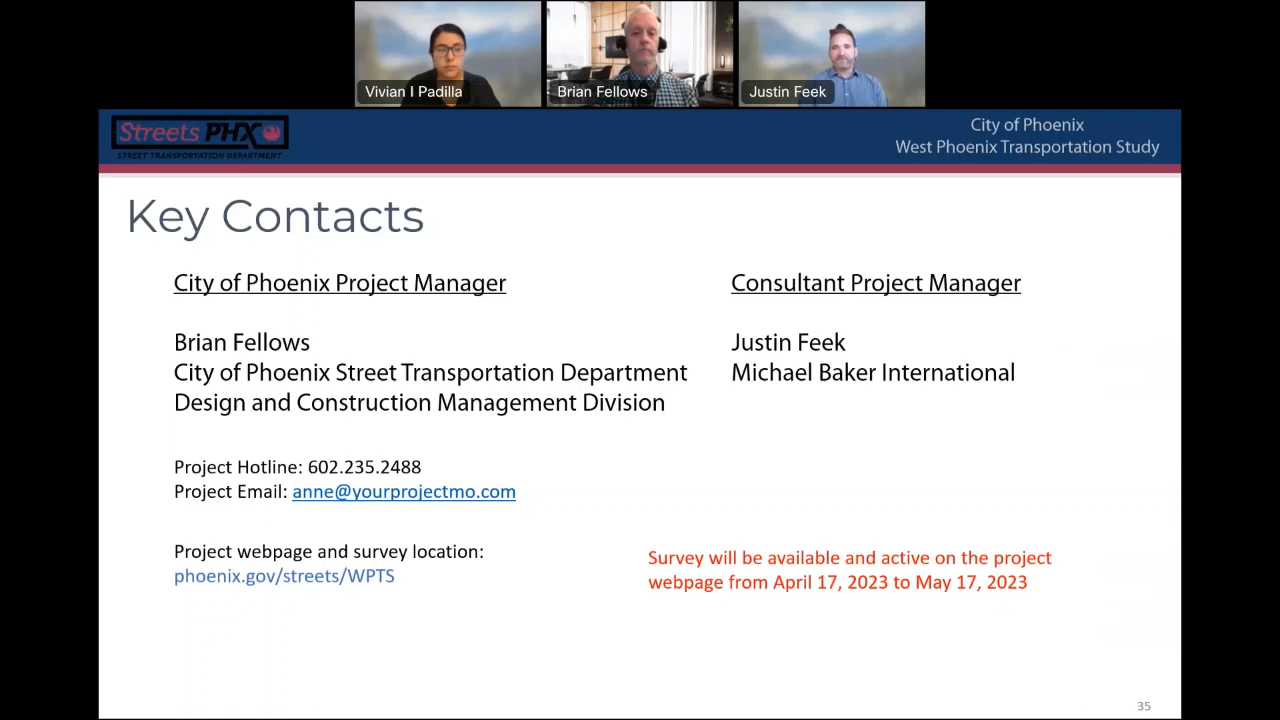 Vivian I Padilla
Brian Fellows
Justin Feek
Streets PHX
STREET TRANSPORTATION DEPARTMENT
City of Phoenix
West Phoenix Transportation Study
Key Contacts
City of Phoenix Project Manager
Brian Fellows
City of Phoenix Street Transportation Department
Design and Construction Management Division
Consultant Project Manager
Justin Feek
Michael Baker International
Project Hotline: 602.235.2488
Project Email: anne@yourprojectmo.com
Project webpage and survey location:
phoenix.gov/streets/WPTS
Survey will be available and active on the project
webpage from April 17, 2023 to May 17, 2023
35